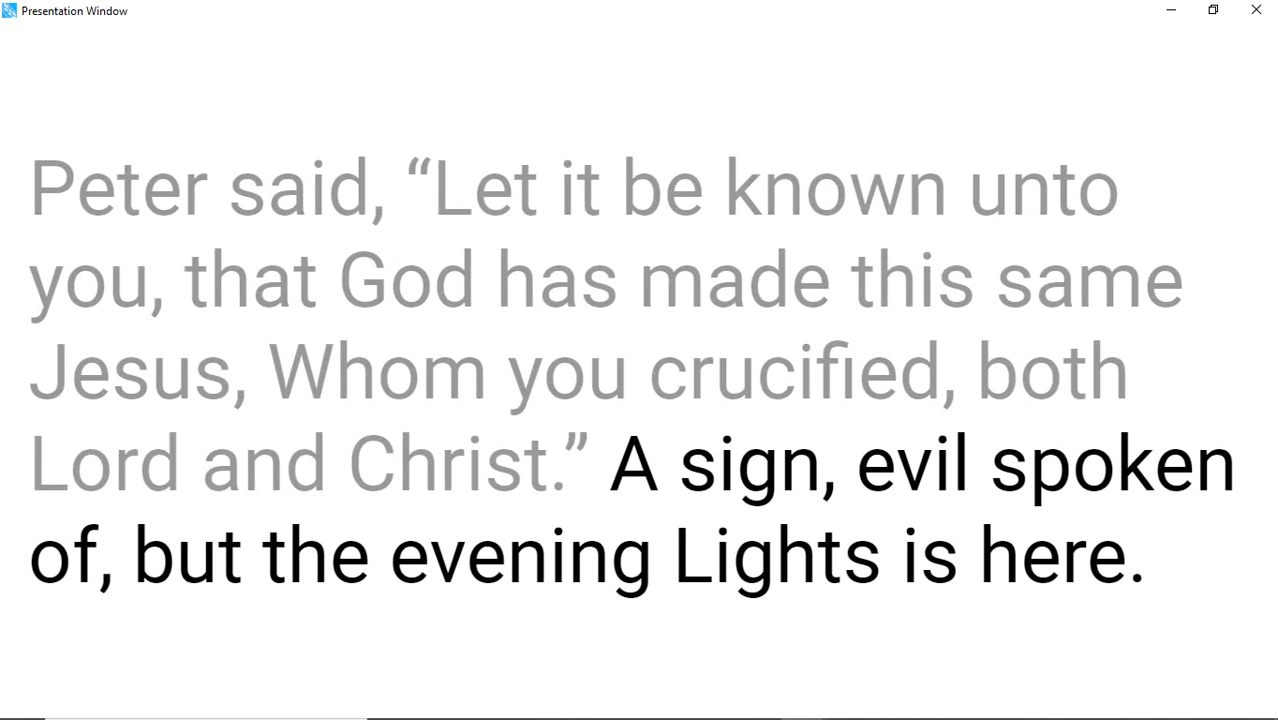 Presentation Window
Peter said, “Let it be known unto
you, that God has made this same
Jesus, Whom you crucified, both
Lord and Christ.” A sign, evil spoken
of, but the evening Lights is here.